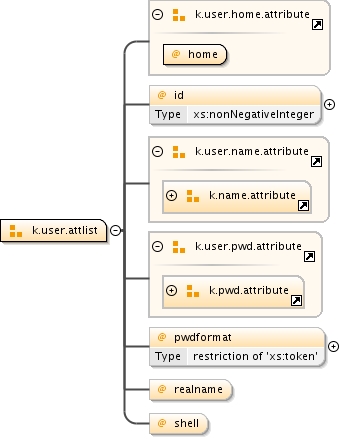 k.user.home.attribute
@ home
@ id
Type xs:nonNegativeInteger
k.user.name.attribute
k.name.attribute
k.user.attlist
k.user.pwd.attribute
k.pwd.attribute
@ pwdformat
Type restriction of 'xs:token'
@ realname
@ shell